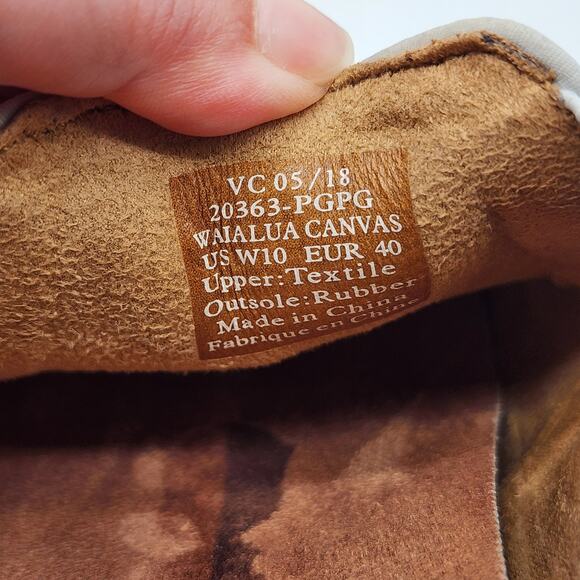 VC 05/18
20363-PGPG
WAIALUA CANVAS
US W10 EUR 40
Upper:Textile
Outsole:Rubber
Made in China
Fabriqué en Chine